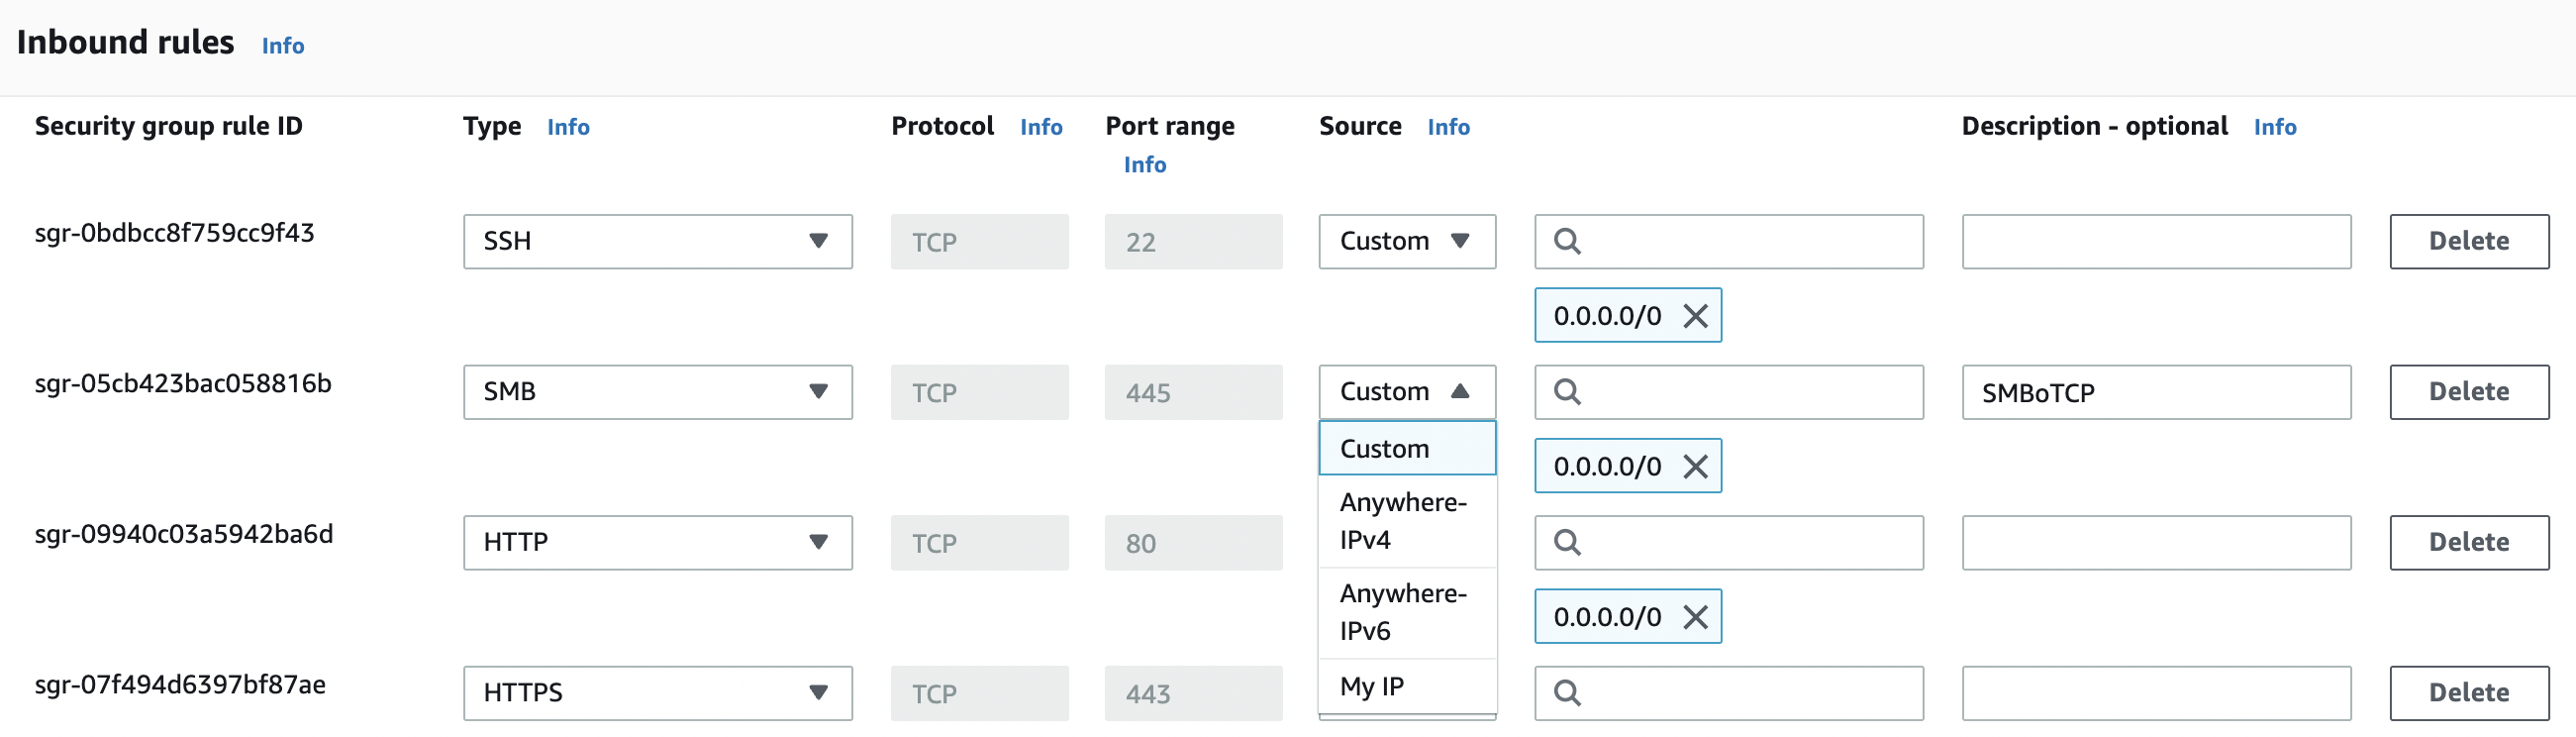 Inbound rules Info
Security group rule ID Type Info Protocol Info Port range Source Info Description - optional Info
Info
sgr-0bdbcc8f759cc9f43 SSH TCP 22 Custom Delete
0.0.0.0/0
sgr-05cb423bac058816b SMB TCP 445 Custom SMBoTCP Delete
Custom 0.0.0.0/0
Anywhere-
IPv4
sgr-09940c03a5942ba6d HTTP TCP 80 Delete
Anywhere-
IPv6
0.0.0.0/0
sgr-07f494d6397bf87ae HTTPS TCP 443 My IP Delete